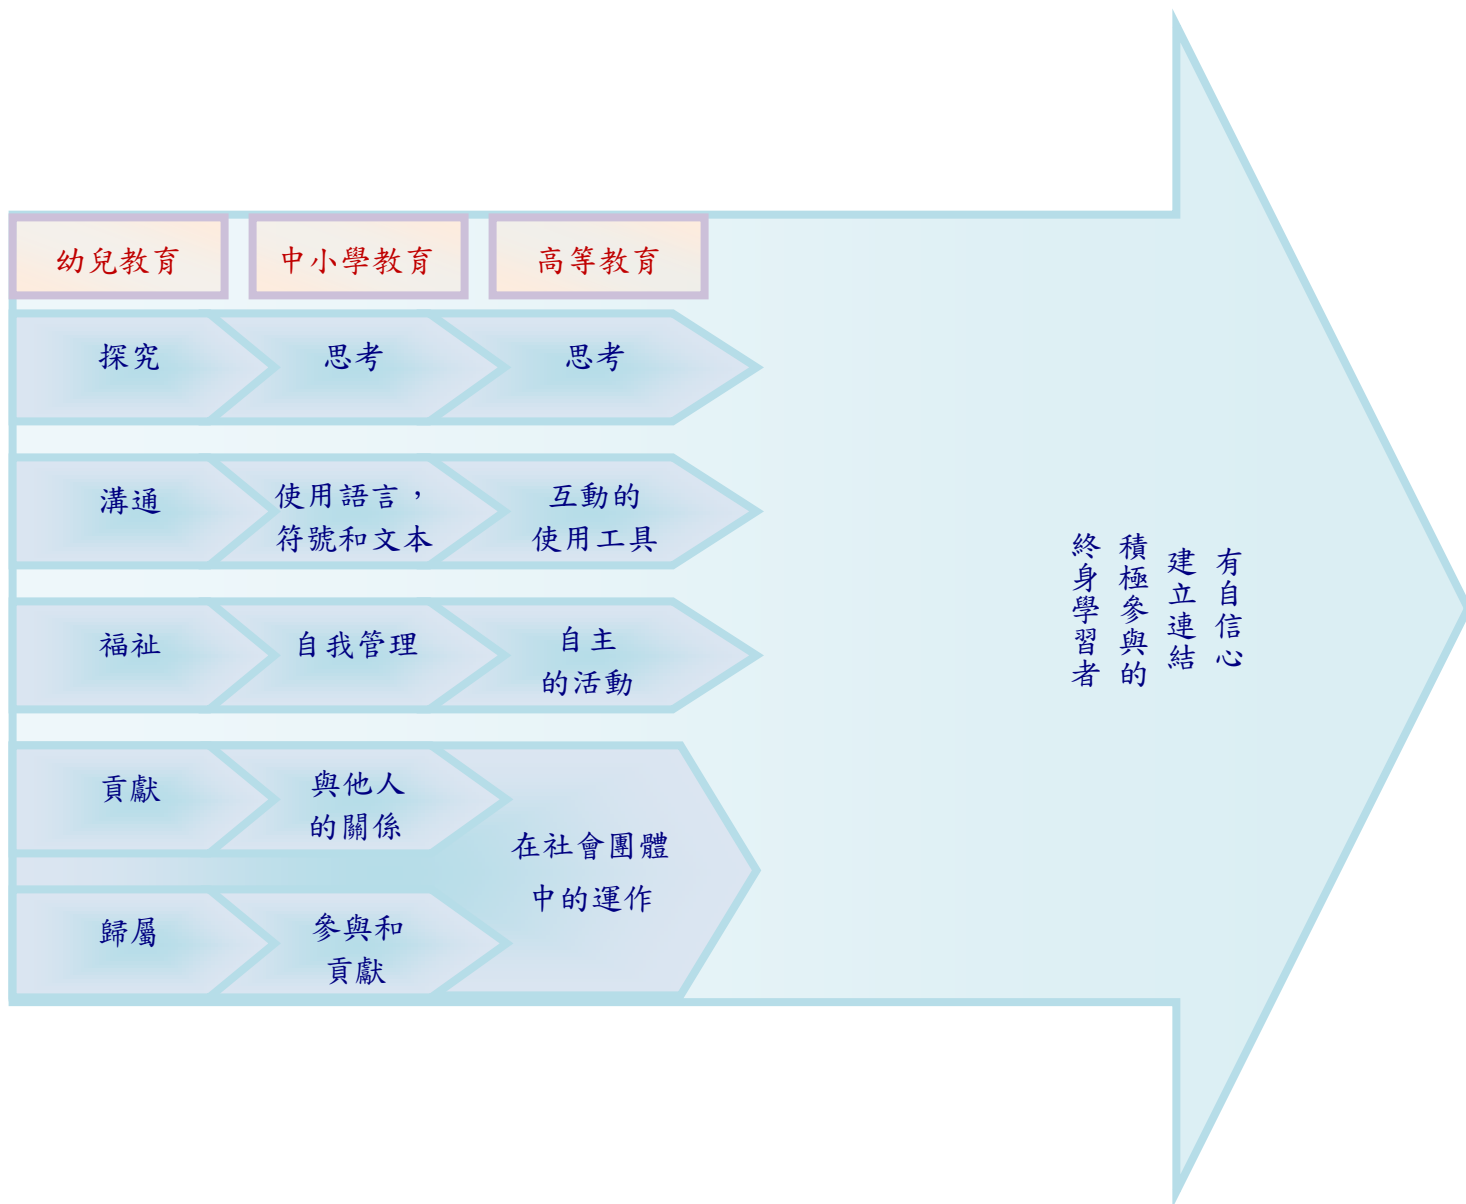 幼兒教育
中小學教育
高等教育
探究
思考
思考
溝通
使用語言，
符號和文本
互動的
使用工具
福祉
自我管理
自主
的活動
貢獻
與他人
的關係
在社會團體
中的運作
歸屬
參與和
貢獻
有自信心
建立連結
積極參與的
終身學習者